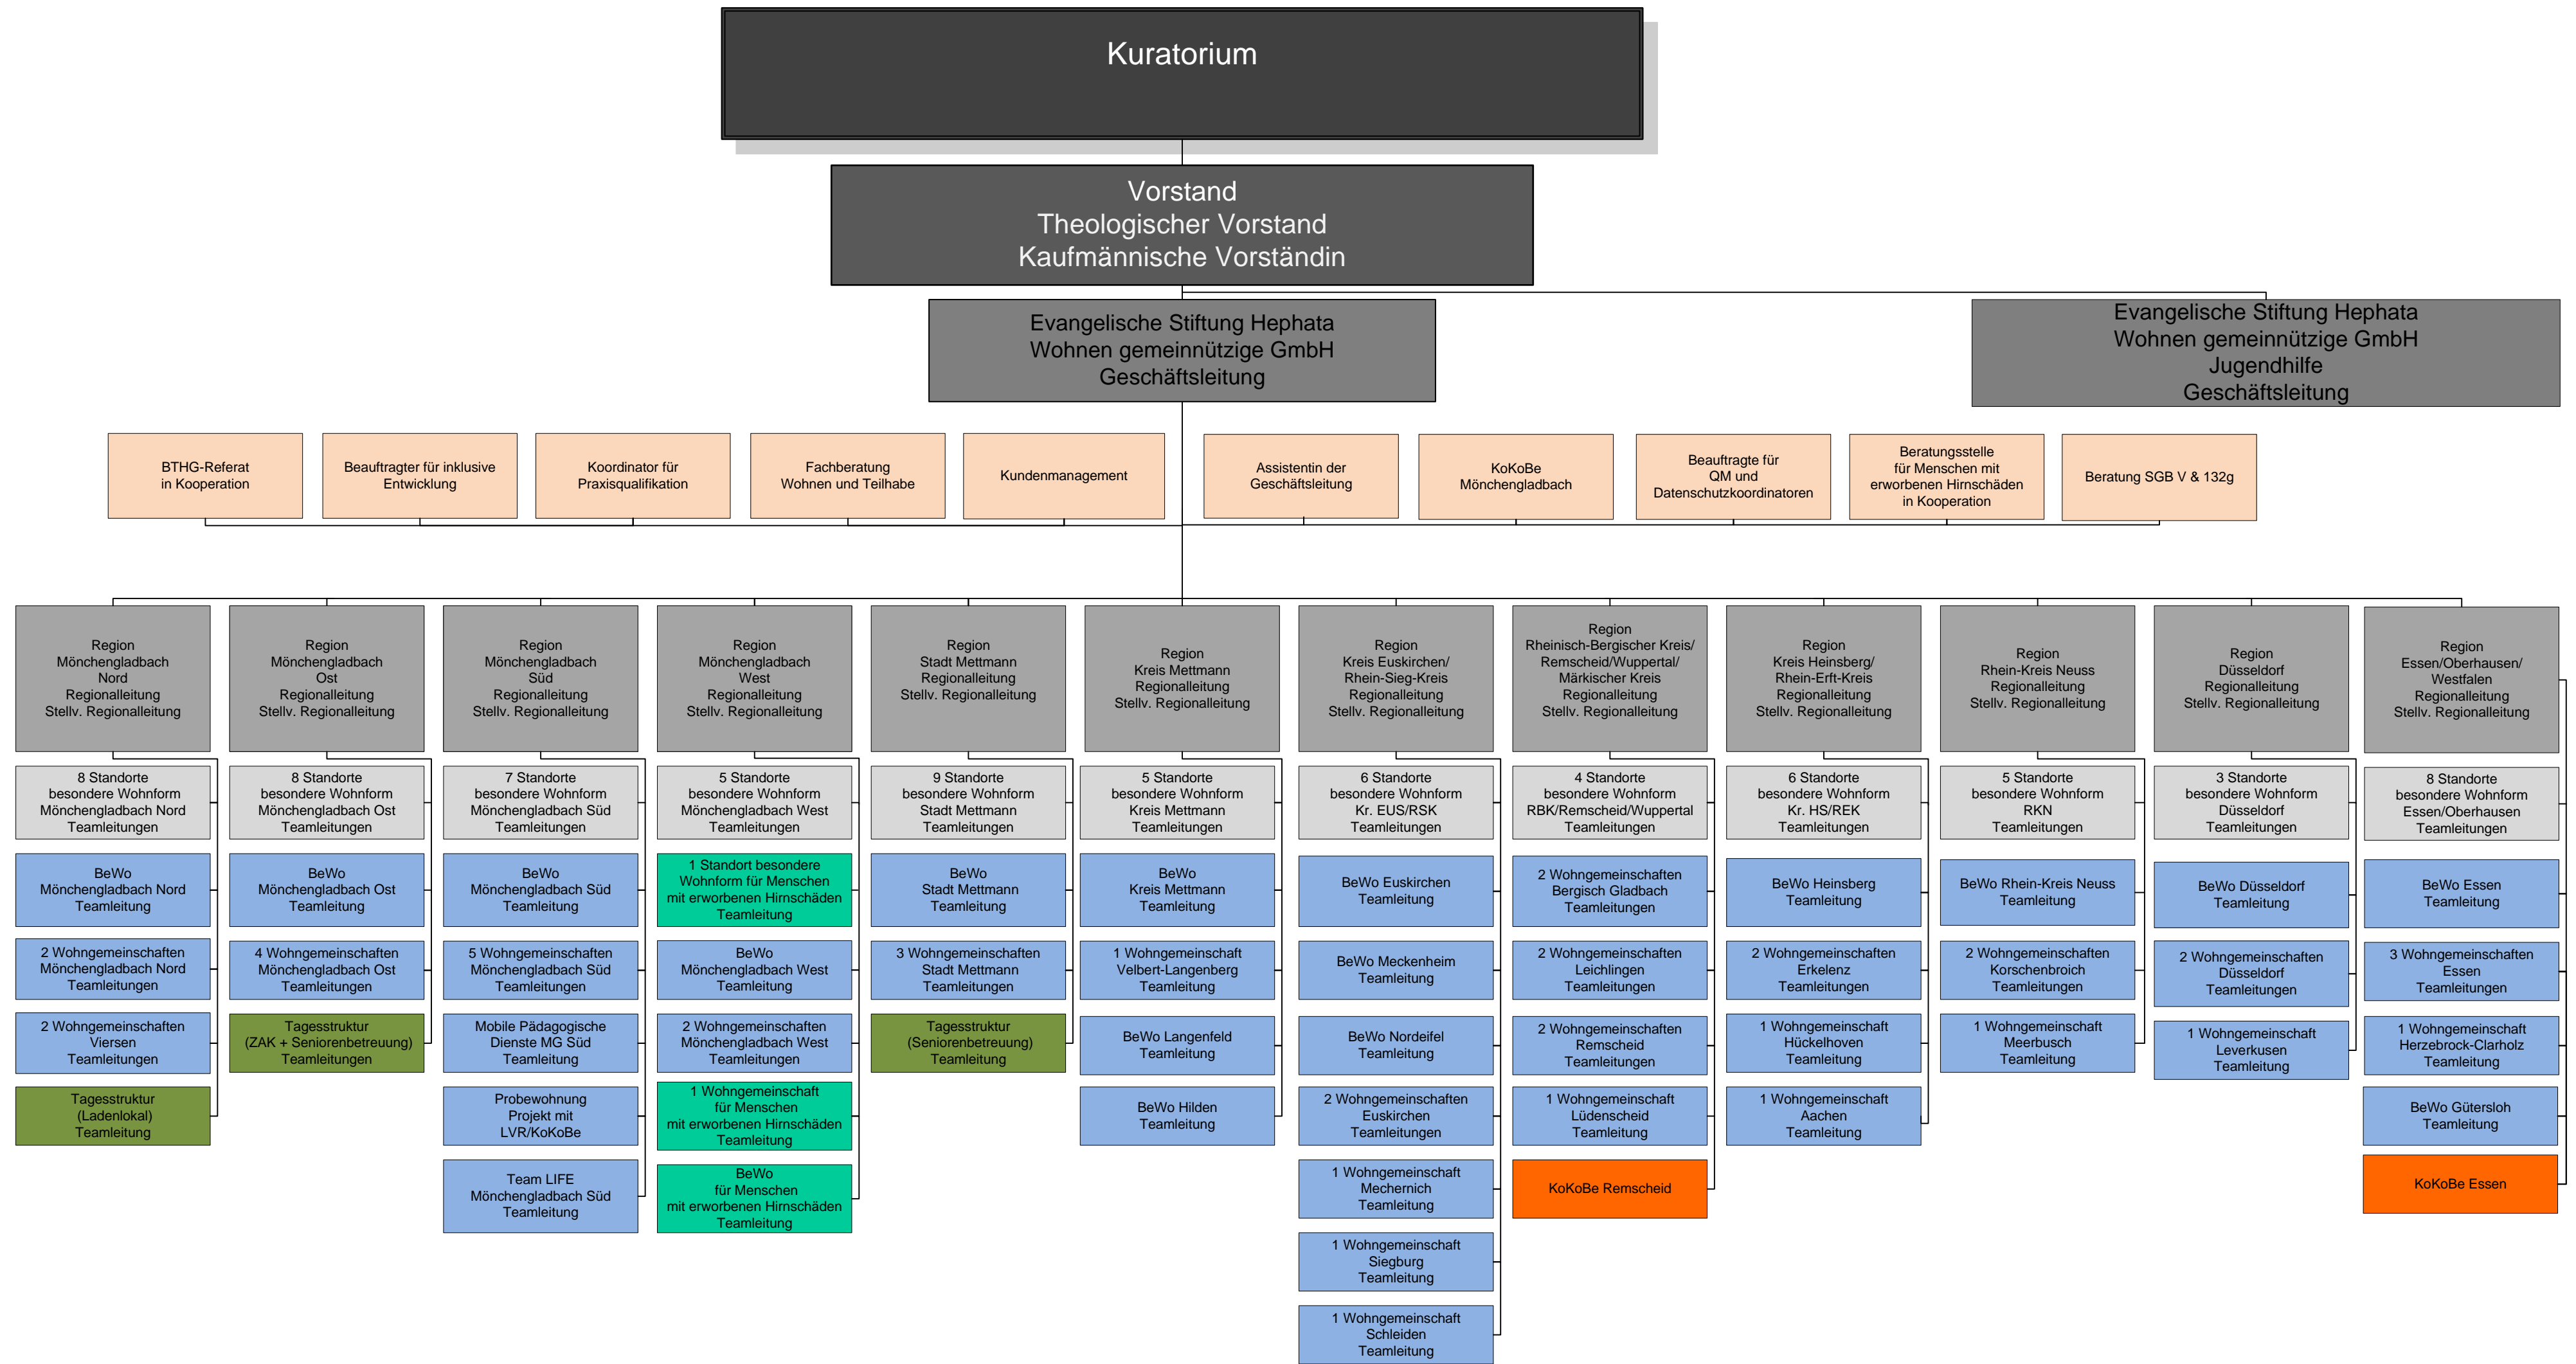 Kuratorium
Vorstand
Theologischer Vorstand
Kaufmännische Vorständin
Evangelische Stiftung Hephata
Wohnen gemeinnützige GmbH
Geschäftsleitung
Evangelische Stiftung Hephata
Wohnen gemeinnützige GmbH
Jugendhilfe
Geschäftsleitung
BTHG-Referat
in Kooperation
Beauftragter für inklusive
Entwicklung
Koordinator für
Praxisqualifikation
Fachberatung
Wohnen und Teilhabe
Kundenmanagement
Assistentin der
Geschäftsleitung
KoKoBe
Mönchengladbach
Beauftragte für
QM und
Datenschutzkoordinatoren
Beratungsstelle
für Menschen mit
erworbenen Hirnschäden
in Kooperation
Beratung SGB V & 132g
Region
Mönchengladbach
Nord
Regionalleitung
Stellv. Regionalleitung
8 Standorte
besondere Wohnform
Mönchengladbach Nord
Teamleitungen
BeWo
Mönchengladbach Nord
Teamleitung
2 Wohngemeinschaften
Mönchengladbach Nord
Teamleitungen
2 Wohngemeinschaften
Viersen
Teamleitungen
Tagesstruktur
(Ladenlokal)
Teamleitung
Region
Mönchengladbach
Ost
Regionalleitung
Stellv. Regionalleitung
8 Standorte
besondere Wohnform
Mönchengladbach Ost
Teamleitungen
BeWo
Mönchengladbach Ost
Teamleitung
4 Wohngemeinschaften
Mönchengladbach Ost
Teamleitungen
Tagesstruktur
(ZAK + Seniorenbetreuung)
Teamleitungen
Region
Mönchengladbach
Süd
Regionalleitung
Stellv. Regionalleitung
7 Standorte
besondere Wohnform
Mönchengladbach Süd
Teamleitungen
BeWo
Mönchengladbach Süd
Teamleitung
5 Wohngemeinschaften
Mönchengladbach Süd
Teamleitungen
Mobile Pädagogische
Dienste MG Süd
Teamleitung
Probewohnung
Projekt mit
LVR/KoKoBe
Team LIFE
Mönchengladbach Süd
Teamleitung
Region
Mönchengladbach
West
Regionalleitung
Stellv. Regionalleitung
5 Standorte
besondere Wohnform
Mönchengladbach West
Teamleitungen
1 Standort besondere
Wohnform für Menschen
mit erworbenen Hirnschäden
Teamleitung
BeWo
Mönchengladbach West
Teamleitung
2 Wohngemeinschaften
Mönchengladbach West
Teamleitungen
1 Wohngemeinschaft
für Menschen
mit erworbenen Hirnschäden
Teamleitung
BeWo
für Menschen
mit erworbenen Hirnschäden
Teamleitung
Region
Stadt Mettmann
Regionalleitung
Stellv. Regionalleitung
9 Standorte
besondere Wohnform
Stadt Mettmann
Teamleitungen
BeWo
Stadt Mettmann
Teamleitung
3 Wohngemeinschaften
Stadt Mettmann
Teamleitungen
Tagesstruktur
(Seniorenbetreuung)
Teamleitung
Region
Kreis Mettmann
Regionalleitung
Stellv. Regionalleitung
5 Standorte
besondere Wohnform
Kreis Mettmann
Teamleitungen
BeWo
Kreis Mettmann
Teamleitung
1 Wohngemeinschaft
Velbert-Langenberg
Teamleitung
BeWo Langenfeld
Teamleitung
BeWo Hilden
Teamleitung
Region
Kreis Euskirchen/
Rhein-Sieg-Kreis
Regionalleitung
Stellv. Regionalleitung
6 Standorte
besondere Wohnform
Kr. EUS/RSK
Teamleitungen
BeWo Euskirchen
Teamleitung
BeWo Meckenheim
Teamleitung
BeWo Nordeifel
Teamleitung
2 Wohngemeinschaften
Euskirchen
Teamleitungen
1 Wohngemeinschaft
Mechernich
Teamleitung
1 Wohngemeinschaft
Siegburg
Teamleitung
1 Wohngemeinschaft
Schleiden
Teamleitung
Region
Rheinisch-Bergischer Kreis/
Remscheid/Wuppertal/
Märkischer Kreis
Regionalleitung
Stellv. Regionalleitung
4 Standorte
besondere Wohnform
RBK/Remscheid/Wuppertal
Teamleitungen
2 Wohngemeinschaften
Bergisch Gladbach
Teamleitungen
2 Wohngemeinschaften
Leichlingen
Teamleitungen
2 Wohngemeinschaften
Remscheid
Teamleitungen
1 Wohngemeinschaft
Lüdenscheid
Teamleitung
KoKoBe Remscheid
Region
Kreis Heinsberg/
Rhein-Erft-Kreis
Regionalleitung
Stellv. Regionalleitung
6 Standorte
besondere Wohnform
Kr. HS/REK
Teamleitungen
BeWo Heinsberg
Teamleitung
2 Wohngemeinschaften
Erkelenz
Teamleitungen
1 Wohngemeinschaft
Hückelhoven
Teamleitung
1 Wohngemeinschaft
Aachen
Teamleitung
Region
Rhein-Kreis Neuss
Regionalleitung
Stellv. Regionalleitung
5 Standorte
besondere Wohnform
RKN
Teamleitungen
BeWo Rhein-Kreis Neuss
Teamleitung
2 Wohngemeinschaften
Korschenbroich
Teamleitungen
1 Wohngemeinschaft
Meerbusch
Teamleitung
Region
Düsseldorf
Regionalleitung
Stellv. Regionalleitung
3 Standorte
besondere Wohnform
Düsseldorf
Teamleitungen
BeWo Düsseldorf
Teamleitung
2 Wohngemeinschaften
Düsseldorf
Teamleitungen
1 Wohngemeinschaft
Leverkusen
Teamleitung
Region
Essen/Oberhausen/
Westfalen
Regionalleitung
Stellv. Regionalleitung
8 Standorte
besondere Wohnform
Essen/Oberhausen
Teamleitungen
BeWo Essen
Teamleitung
3 Wohngemeinschaften
Essen
Teamleitungen
1 Wohngemeinschaft
Herzebrock-Clarholz
Teamleitung
BeWo Gütersloh
Teamleitung
KoKoBe Essen